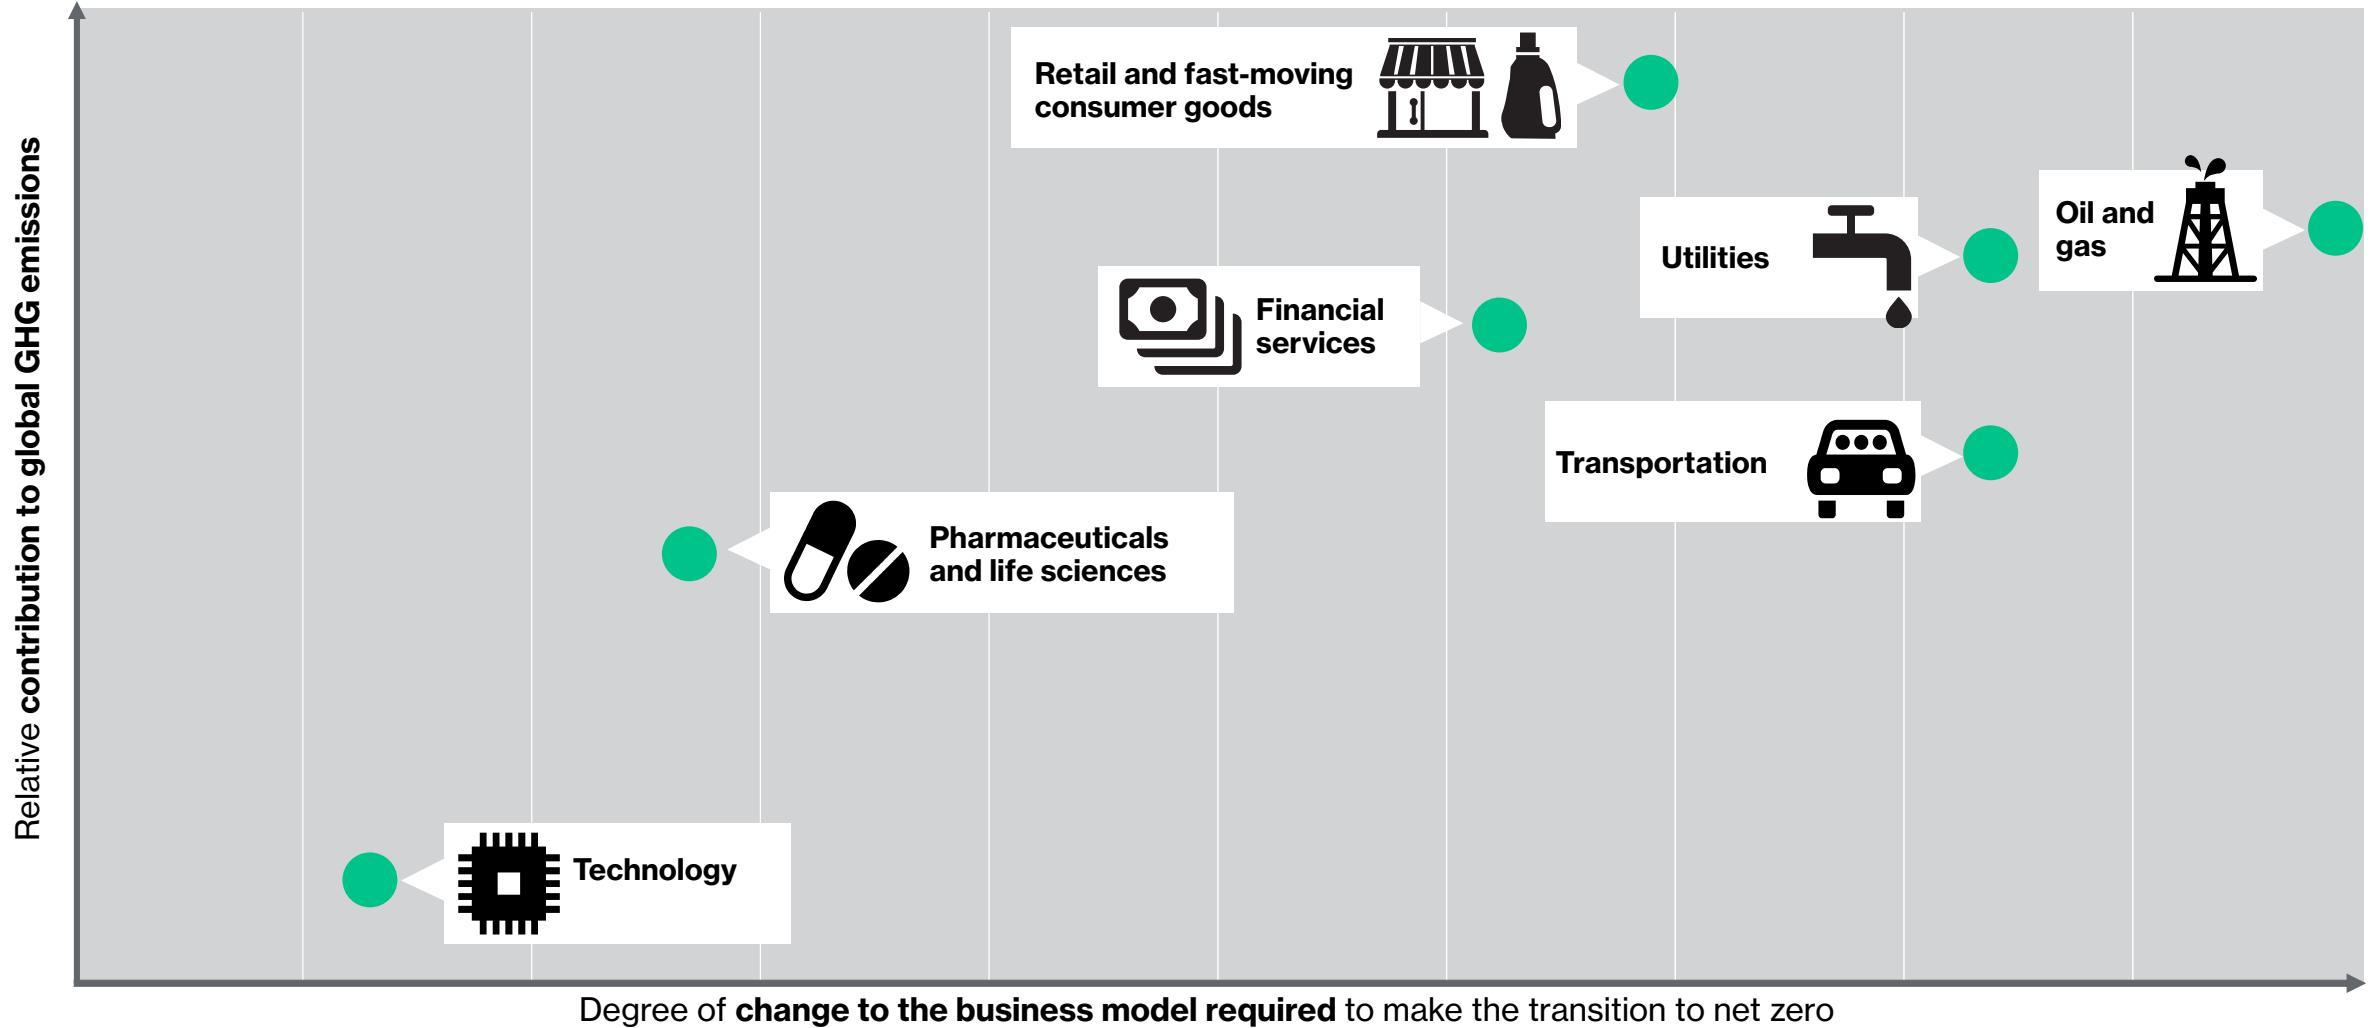 Relative contribution to global GHG emissions
Retail and fast-moving
consumer goods
Oil and
gas
Utilities
Financial
services
Transportation
Pharmaceuticals
and life sciences
Technology
Degree of change to the business model required to make the transition to net zero